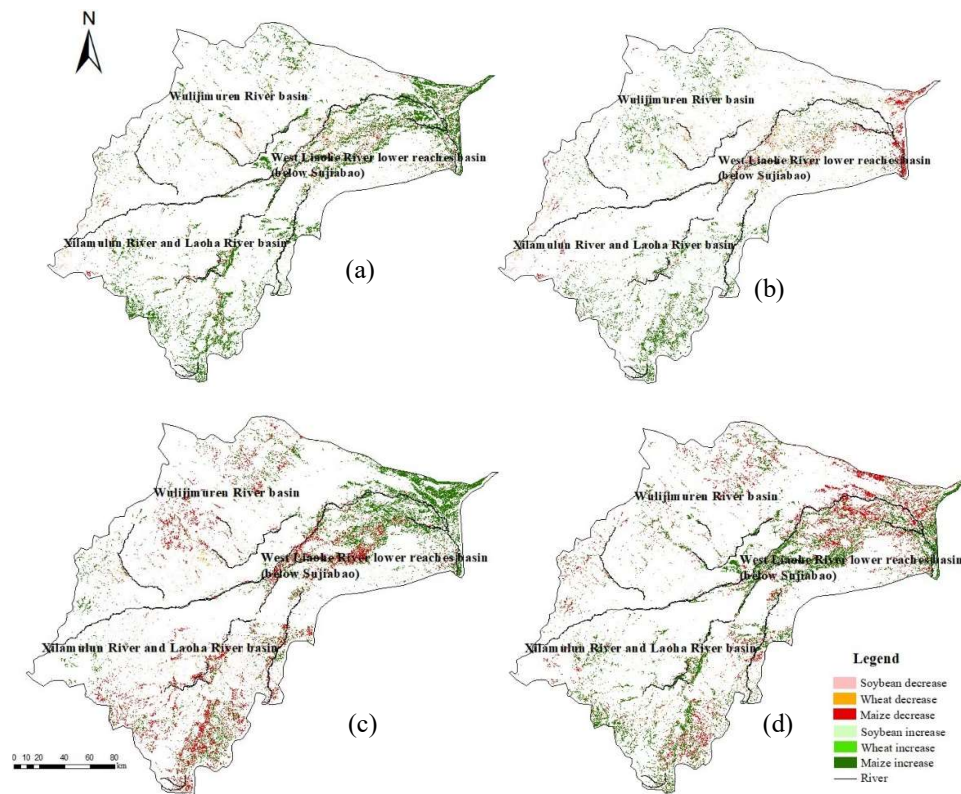 N
Wulijimuren River basin
West Liaohe River lower reaches basin
(below Sujiabao)
Xilamulun River and Laoha River basin
(a)
Wulijimuren River basin
West Liaohe River lower reaches basin
(below Sujiabao)
Xilamulun River and Laoha River basin
(b)
Wulijimuren River basin
West Liaohe River lower reaches basin
(below Sujiabao)
Xilamulun River and Laoha River basin
(c)
0 10 20 40 60 80
km
Wulijimuren River basin
West Liaohe River lower reaches basin
(below Sujiabao)
Xilamulun River and Laoha River basin
(d)
Legend
Soybean decrease
Wheat decrease
Maize decrease
Soybean increase
Wheat increase
Maize increase
River